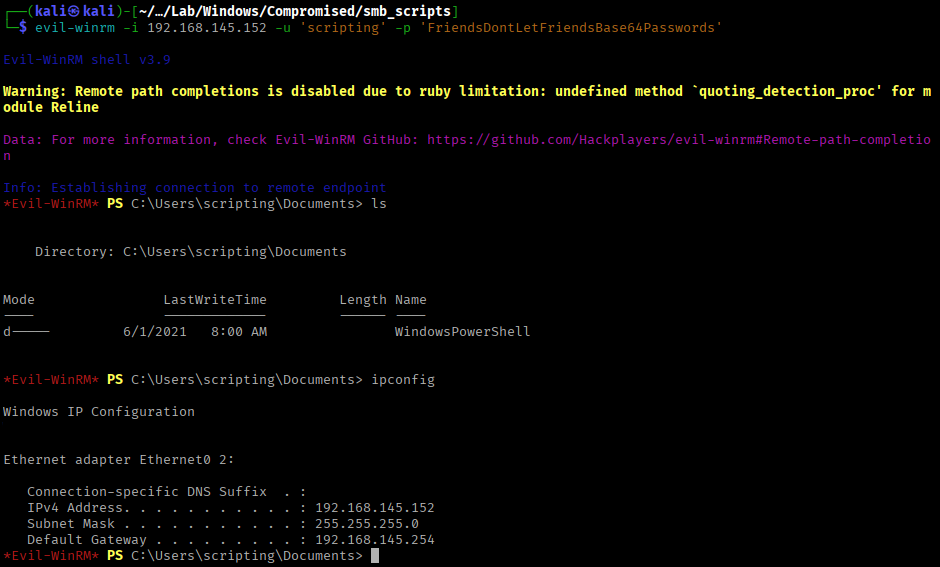 ┌──(kali㉿kali)-[~/…/Lab/Windows/Compromised/smb_scripts]
└─$ evil-winrm -i 192.168.145.152 -u 'scripting' -p 'FriendsDontLetFriendsBase64Passwords'
Evil-WinRM shell v3.9
Warning: Remote path completions is disabled due to ruby limitation: undefined method `quoting_detection_proc' for m
odule Reline
Data: For more information, check Evil-WinRM GitHub: https://github.com/Hackplayers/evil-winrm#Remote-path-completio
n
Info: Establishing connection to remote endpoint
*Evil-WinRM* PS C:\Users\scripting\Documents> ls
Directory: C:\Users\scripting\Documents
Mode LastWriteTime Length Name
---- ------------- ------ ----
d----- 6/1/2021 8:00 AM WindowsPowerShell
*Evil-WinRM* PS C:\Users\scripting\Documents> ipconfig
Windows IP Configuration
Ethernet adapter Ethernet0 2:
Connection-specific DNS Suffix . :
IPv4 Address. . . . . . . . . . . : 192.168.145.152
Subnet Mask . . . . . . . . . . . : 255.255.255.0
Default Gateway . . . . . . . . . : 192.168.145.254
*Evil-WinRM* PS C:\Users\scripting\Documents>